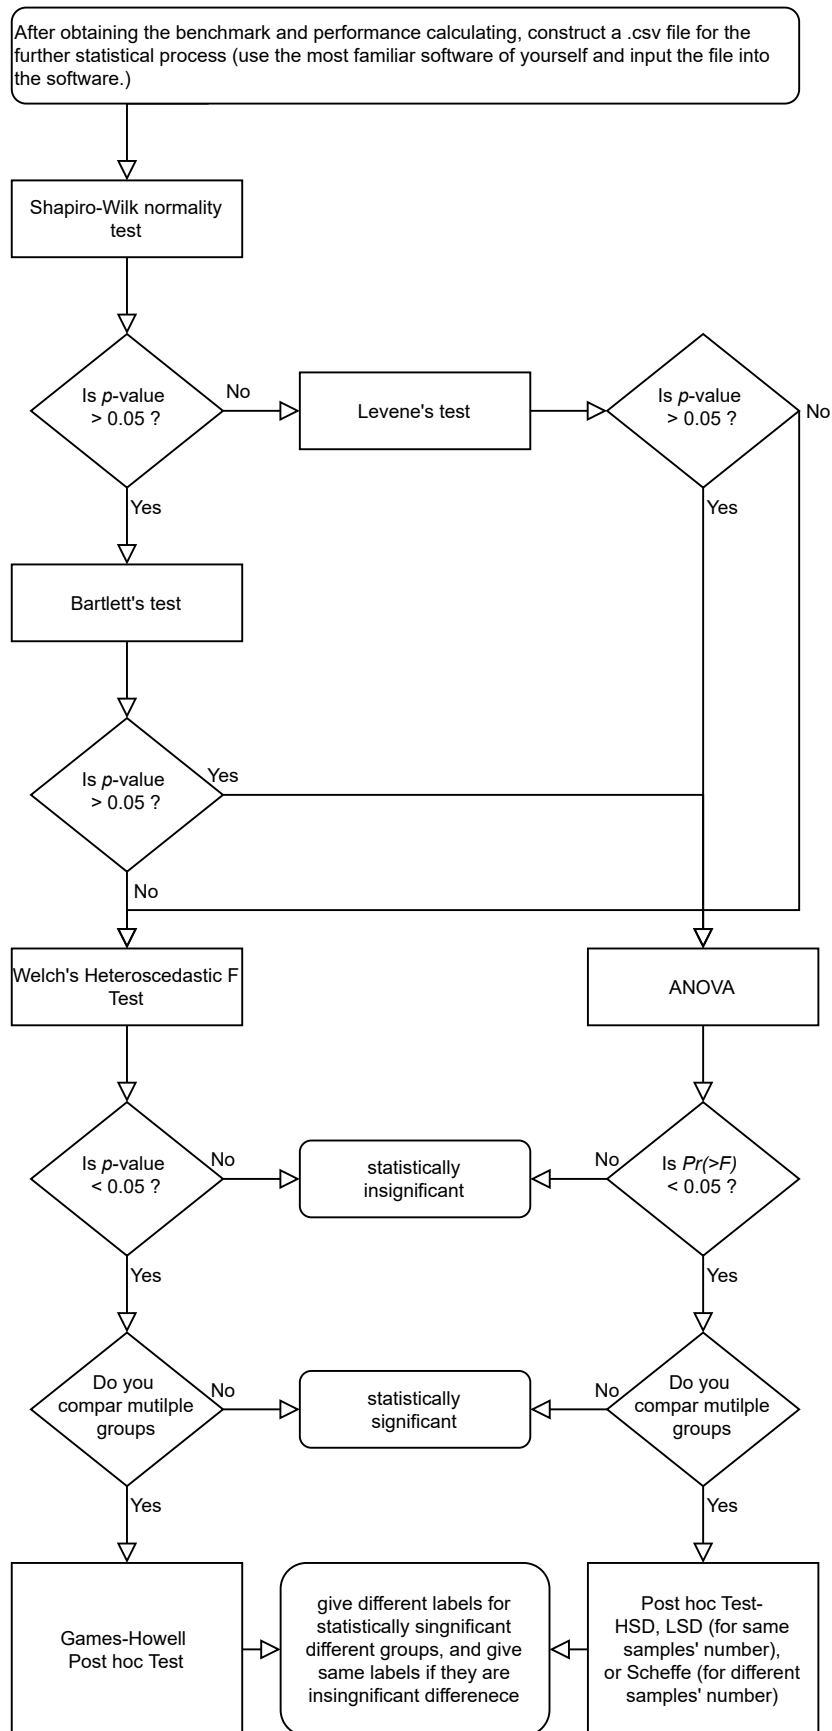 After obtaining the benchmark and performance calculating, construct a .csv file for the
further statistical process (use the most familiar software of yourself and input the file into
the software.)
Shapiro-Wilk normality
test
Is p-value
> 0.05 ?
No
Levene's test
Is p-value
> 0.05 ?
No
Yes
Yes
Bartlett's test
Is p-value
> 0.05 ?
Yes
No
Welch's Heteroscedastic F
Test
ANOVA
Is p-value
< 0.05 ?
No
statistically
insignificant
No
Is Pr(>F)
< 0.05 ?
Yes
Yes
Do you
compar mutilple
groups
No
statistically
significant
No
Do you
compar mutilple
groups
Yes
Yes
Games-Howell
Post hoc Test
give different labels for
statistically singnificant
different groups, and give
same labels if they are
insingnificant differenece
Post hoc Test-
HSD, LSD (for same
samples' number),
or Scheffe (for different
samples' number)